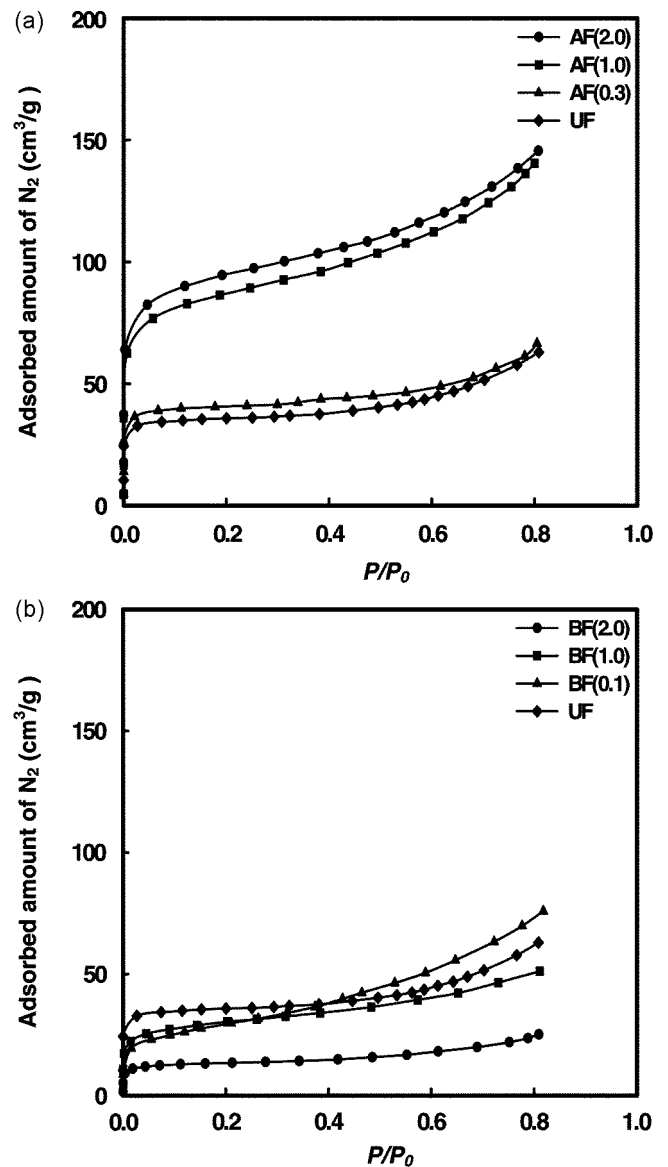 (a)
200
150
100
50
0
Adsorbed amount of N₂ (cm³/g)
AF(2.0)
AF(1.0)
AF(0.3)
UF
0.0 0.2 0.4 0.6 0.8 1.0
P/P₀
(b)
200
150
100
50
0
Adsorbed amount of N₂ (cm³/g)
BF(2.0)
BF(1.0)
BF(0.1)
UF
0.0 0.2 0.4 0.6 0.8 1.0
P/P₀